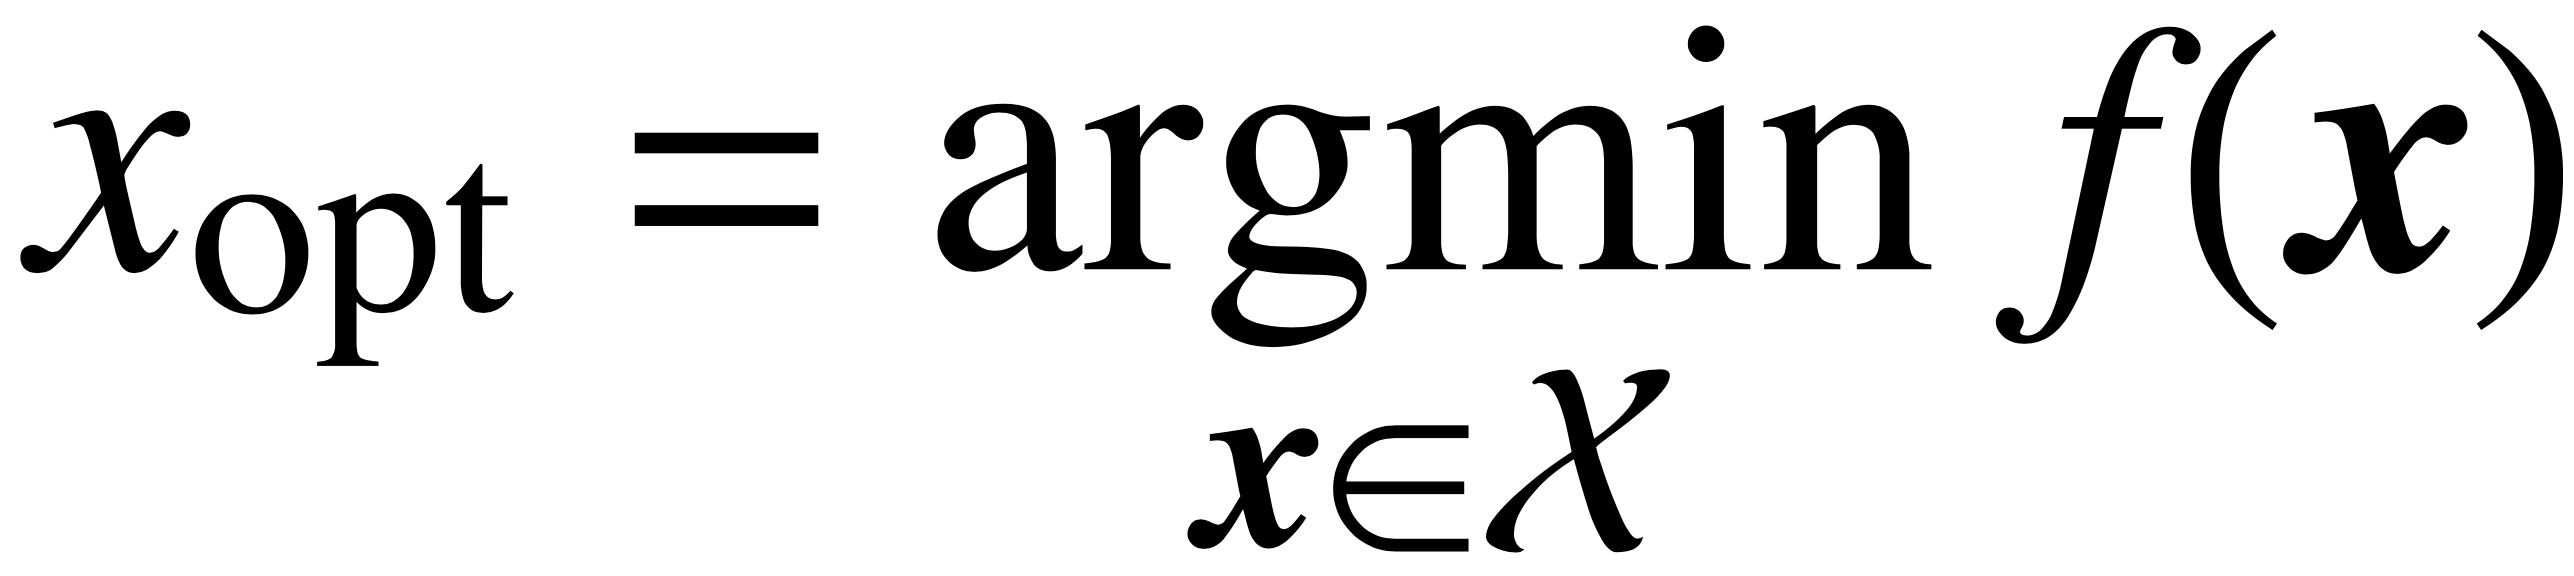 x_opt = argmin f(𝒙)
𝒙∈𝒳